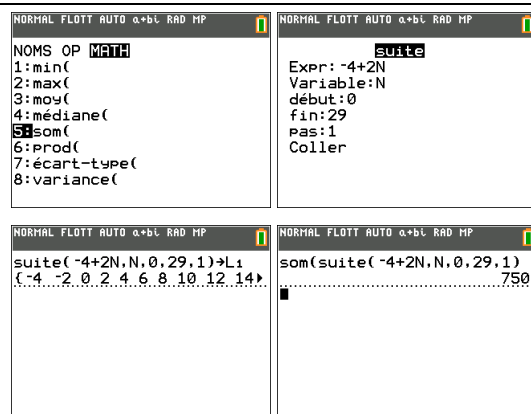 NORMAL FLOTT AUTO a+bi RAD MP
NOMS OP MATH
1:min(
2:max(
3:moy(
4:médiane(
5:som(
6:prod(
7:écart-type(
8:variance(
NORMAL FLOTT AUTO a+bi RAD MP
suite
Expr:-4+2N
Variable:N
début:0
fin:29
pas:1
Coller
NORMAL FLOTT AUTO a+bi RAD MP
suite(-4+2N,N,0,29,1)→L₁
{-4 -2 0 2 4 6 8 10 12 14▸
NORMAL FLOTT AUTO a+bi RAD MP
som(suite(-4+2N,N,0,29,1)
750